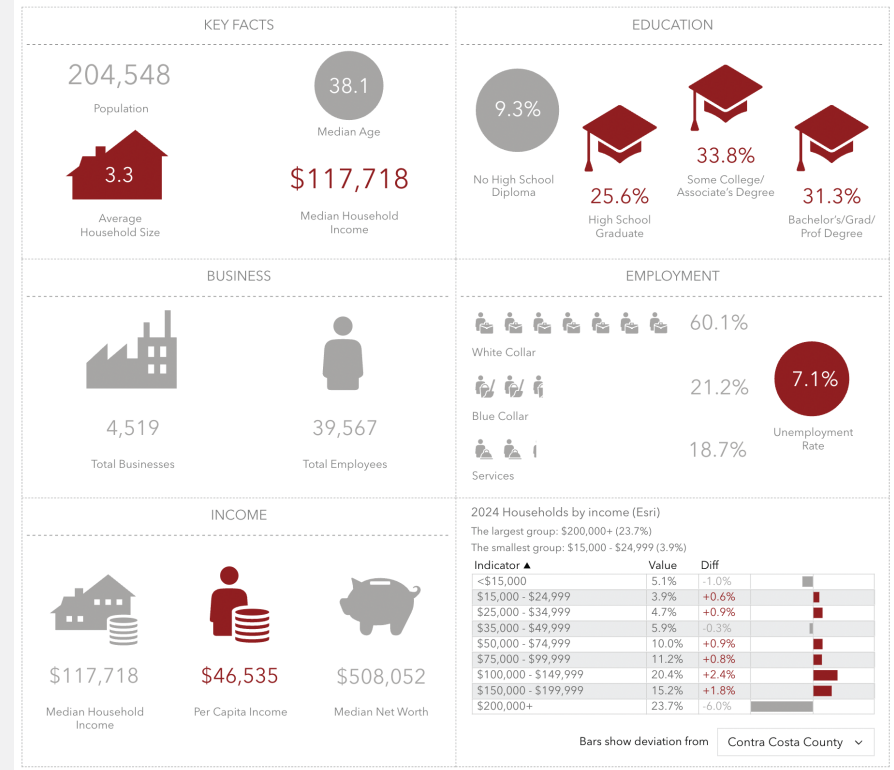 KEY FACTS
204,548
Population
38.1
Median Age
3.3
Average
Household Size
$117,718
Median Household
Income
EDUCATION
9.3%
No High School
Diploma
25.6%
High School
Graduate
33.8%
Some College/
Associate's Degree
31.3%
Bachelor's/Grad/
Prof Degree
BUSINESS
4,519
Total Businesses
39,567
Total Employees
EMPLOYMENT
60.1%
White Collar
21.2%
Blue Collar
18.7%
Services
7.1%
Unemployment
Rate
INCOME
$117,718
Median Household
Income
$46,535
Per Capita Income
$508,052
Median Net Worth
2024 Households by income (Esri)
The largest group: $200,000+ (23.7%)
The smallest group: $15,000 - $24,999 (3.9%)
Indicator ▲ Value Diff
<$15,000 5.1% -1.0%
$15,000 - $24,999 3.9% +0.6%
$25,000 - $34,999 4.7% +0.9%
$35,000 - $49,999 5.9% -0.3%
$50,000 - $74,999 10.0% +0.9%
$75,000 - $99,999 11.2% +0.8%
$100,000 - $149,999 20.4% +2.4%
$150,000 - $199,999 15.2% +1.8%
$200,000+ 23.7% -6.0%
Bars show deviation from Contra Costa County